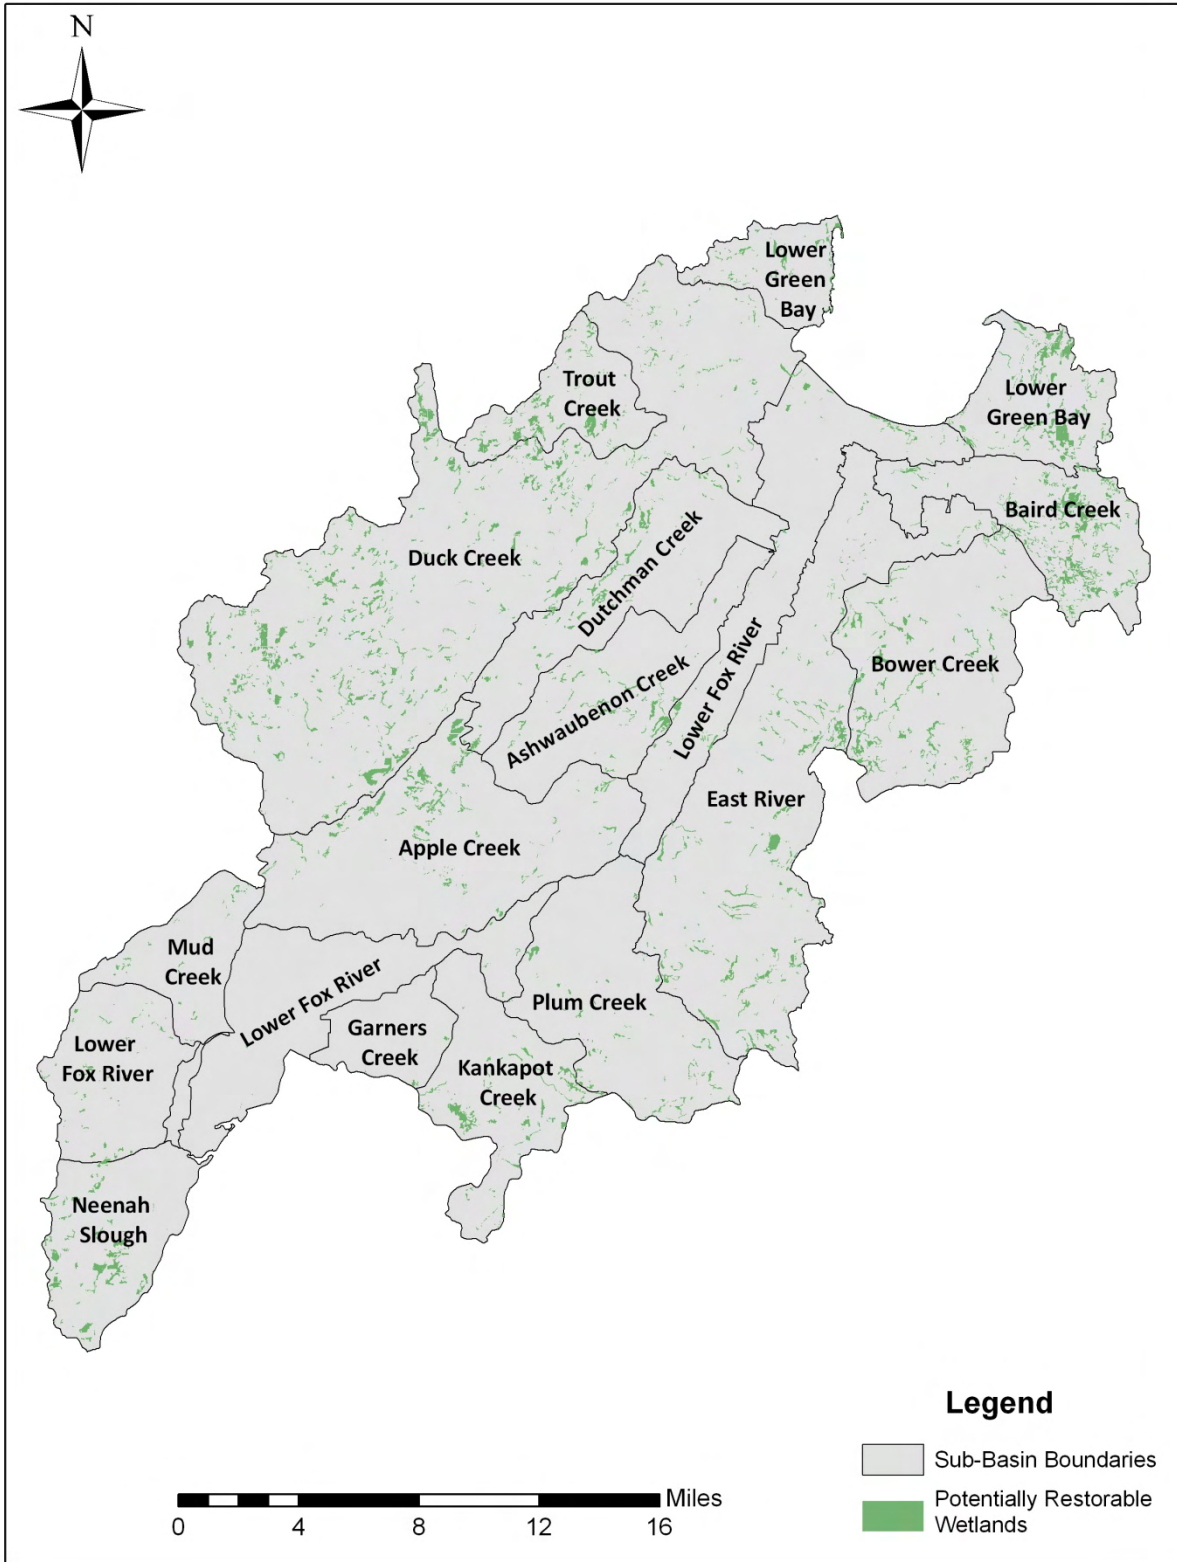 N
Lower
Green
Bay
Trout
Creek
Lower
Green Bay
Baird Creek
Duck Creek
Dutchman Creek
Bower Creek
Lower Fox River
Ashwaubenon Creek
East River
Apple Creek
Mud
Creek
Lower Fox River
Plum Creek
Garners
Creek
Lower
Fox River
Kankapot
Creek
Neenah
Slough
Legend
Sub-Basin Boundaries
Potentially Restorable
Wetlands
Miles
0 4 8 12 16